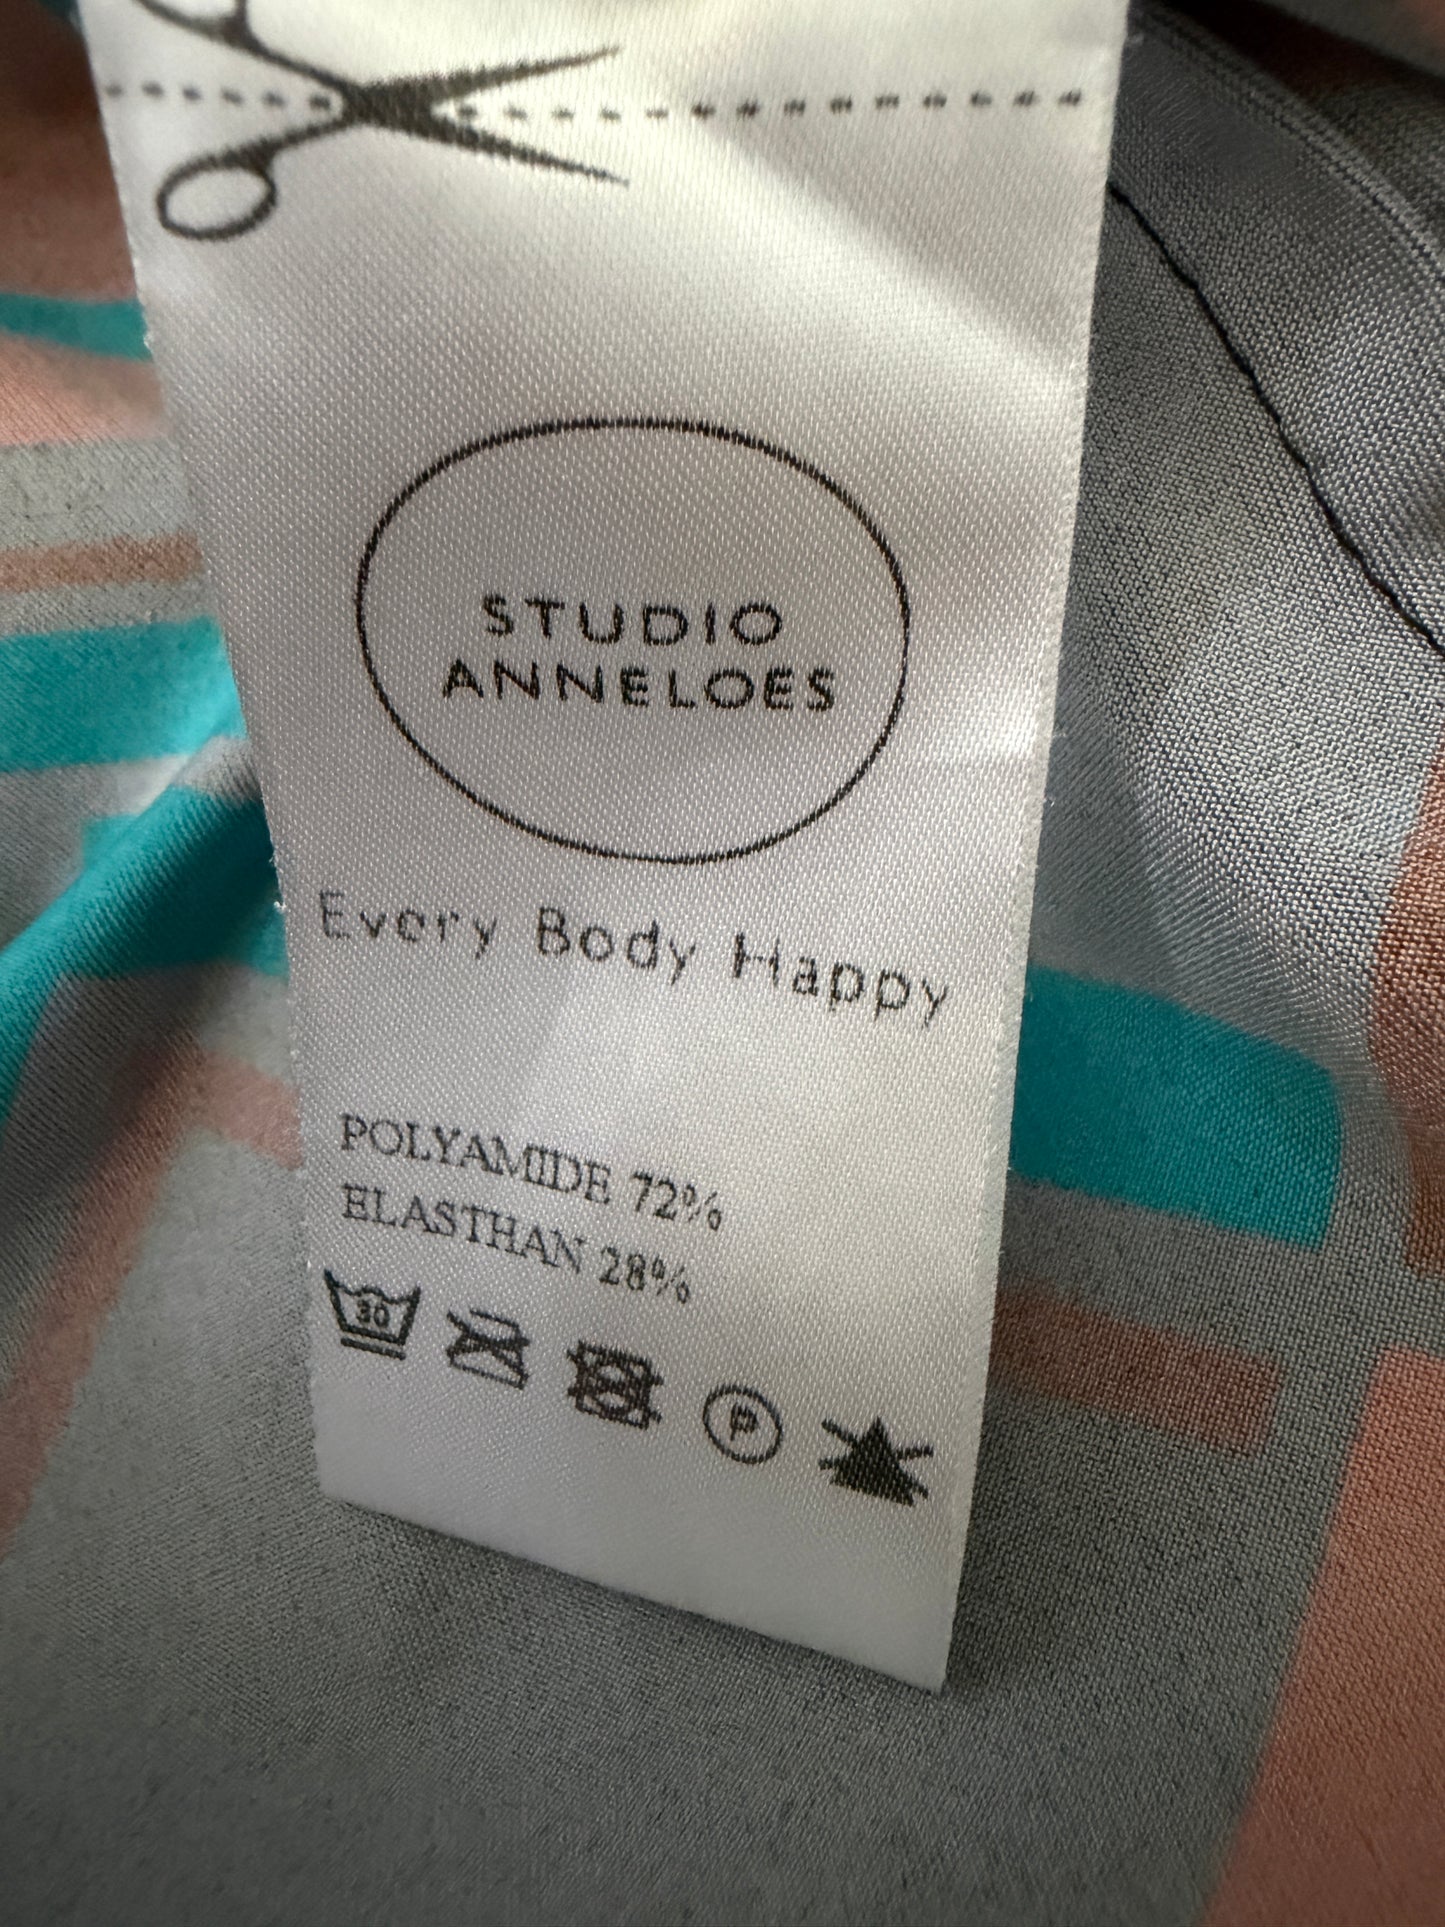 STUDIO
ANNELOES
Every Body Happy
POLYAMIDE 72%
ELASTHAN 28%
30
P